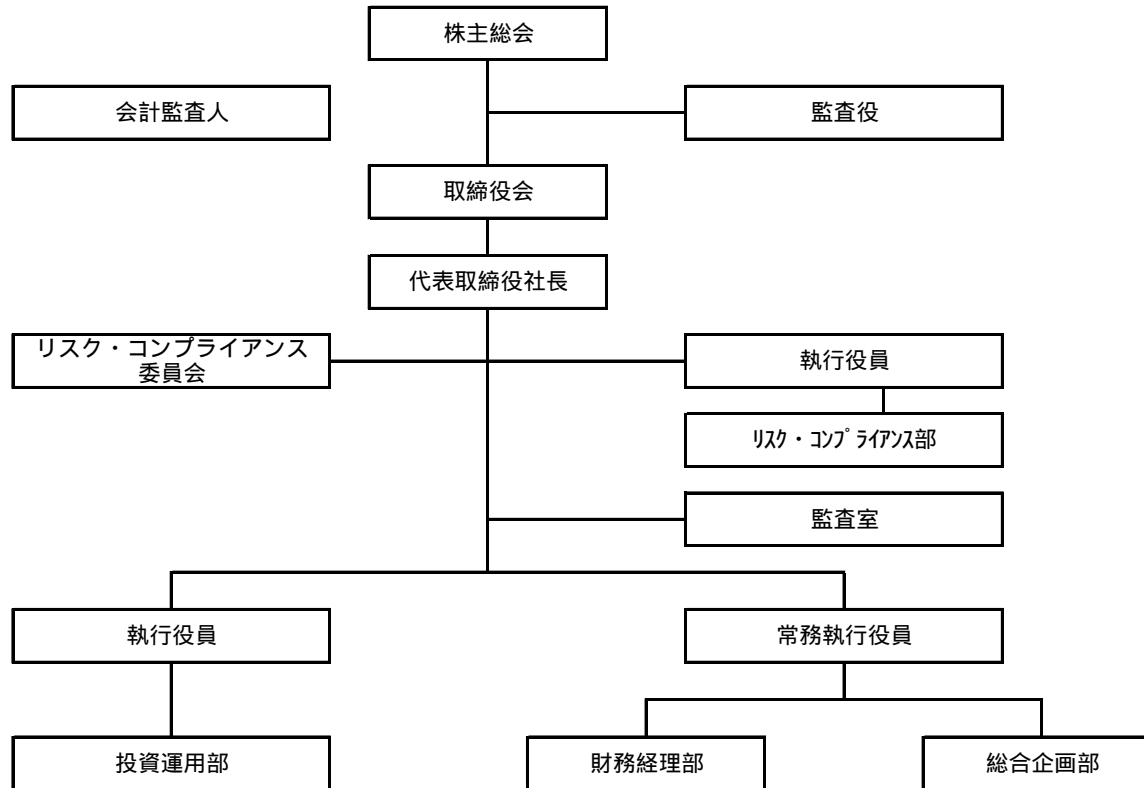 株主総会
会計監査人
監査役
取締役会
代表取締役社長
リスク・コンプライアンス
委員会
執行役員
ﾘｽｸ・ｺﾝﾌﾟﾗｲｱﾝｽ部
監査室
執行役員
常務執行役員
投資運用部
財務経理部
総合企画部